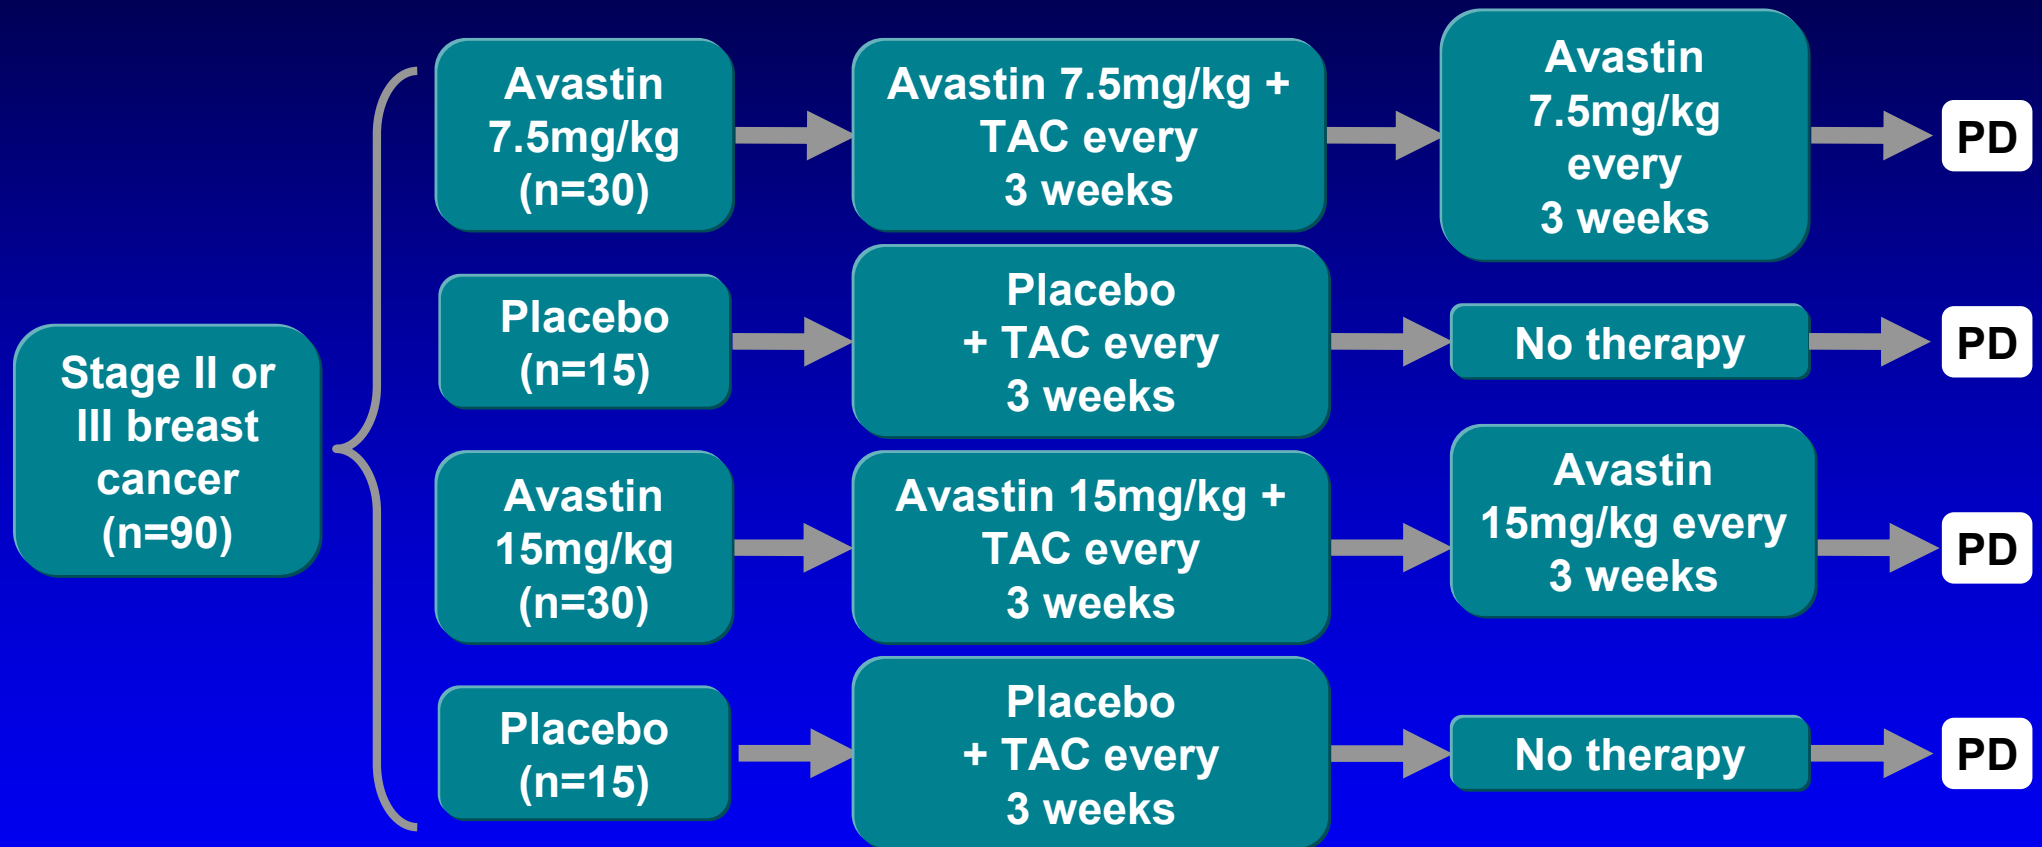 Stage II or
III breast
cancer
(n=90)
Avastin
7.5mg/kg
(n=30)
Avastin 7.5mg/kg +
TAC every
3 weeks
Avastin
7.5mg/kg
every
3 weeks
PD
Placebo
(n=15)
Placebo
+ TAC every
3 weeks
No therapy
PD
Avastin
15mg/kg
(n=30)
Avastin 15mg/kg +
TAC every
3 weeks
Avastin
15mg/kg every
3 weeks
PD
Placebo
(n=15)
Placebo
+ TAC every
3 weeks
No therapy
PD